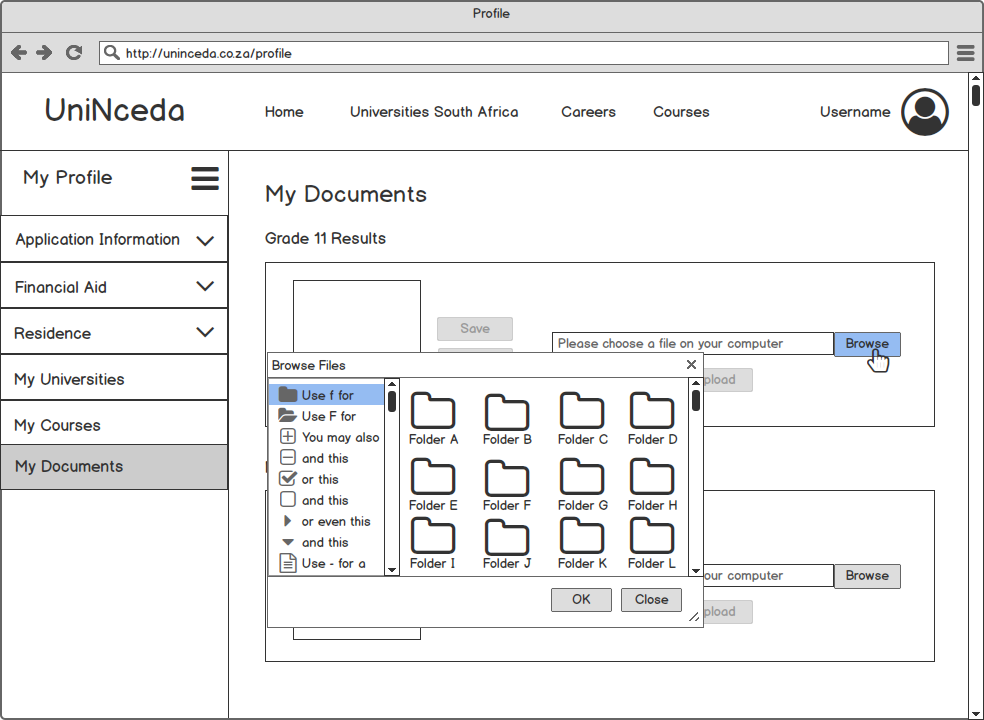 Profile
http://uninceda.co.za/profile
UniNceda
Home
Universities South Africa
Careers
Courses
Username
My Profile
Application Information
Financial Aid
Residence
My Universities
My Courses
My Documents
My Documents
Grade 11 Results
Save
Please choose a file on your computer
Browse
pload
Browse Files
Use f for
Use F for
You may also
and this
or this
and this
or even this
and this
Use - for a
Folder A
Folder B
Folder C
Folder D
Folder E
Folder F
Folder G
Folder H
Folder I
Folder J
Folder K
Folder L
OK
Close
our computer
Browse
pload